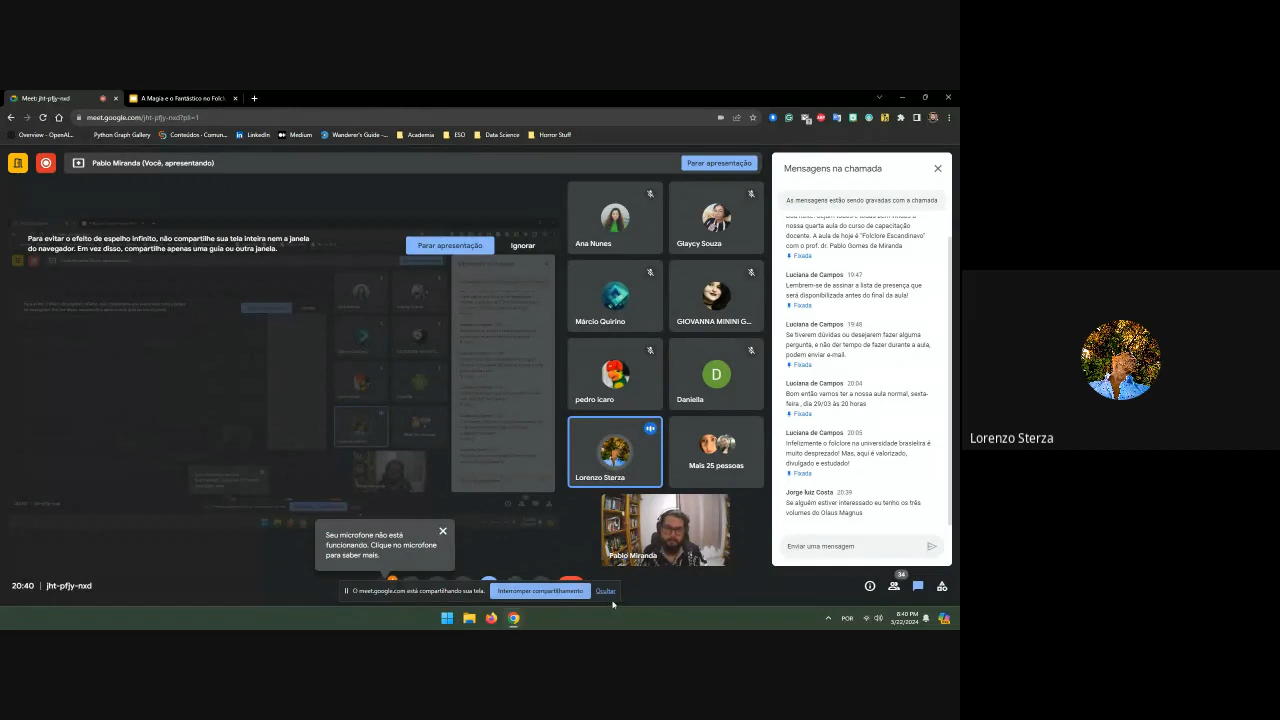 Meet: jht-pfjy-nxd
A Magia e o Fantástico no Folcl
meet.google.com/jht-pfjy-nxd?pli=1
Overview - OpenAI...
Python Graph Gallery
Conteúdos - Comun...
LinkedIn
Medium
Wanderer's Guide -...
Academia
ESO
Data Science
Horror Stuff
Pablo Miranda (Você, apresentando)
Parar apresentação
Para evitar o efeito de espelho infinito, não compartilhe sua tela inteira nem a janela
do navegador. Em vez disso, compartilhe apenas uma guia ou outra janela.
Parar apresentação
Ignorar
Ana Nunes
Glaycy Souza
Márcio Quirino
GIOVANNA MININI G...
pedro icaro
D
Daniella
Lorenzo Sterza
Mais 25 pessoas
Pablo Miranda
Mensagens na chamada
As mensagens estão sendo gravadas com a chamada
quarta aula do curso de capacitação
docente. A aula de hoje é "Folclore Escandinavo"
com o prof. dr. Pablo Gomes de Miranda
Fixada
Luciana de Campos 19:47
Lembrem-se de assinar a lista de presença que
será disponibilizada antes do final da aula!
Fixada
Luciana de Campos 19:48
Se tiverem dúvidas ou desejarem fazer alguma
pergunta, e não der tempo de fazer durante a aula,
podem enviar e-mail.
Fixada
Luciana de Campos 20:04
Bom então vamos ter a nossa aula normal, sexta-
feira , dia 29/03 às 20 horas
Fixada
Luciana de Campos 20:05
Infelizmente o folclore na universidade brasileira é
muito desprezado! Mas, aqui é valorizado,
divulgado e estudado!
Fixada
Jorge luiz Costa 20:39
Se alguém estiver interessado eu tenho os três
volumes do Olaus Magnus
Enviar uma mensagem
Seu microfone não está
funcionando. Clique no microfone
para saber mais.
O meet.google.com está compartilhando sua tela.
Interromper compartilhamento
Ocultar
20:40 | jht-pfjy-nxd
34
POR
8:40 PM
3/22/2024
Lorenzo Sterza